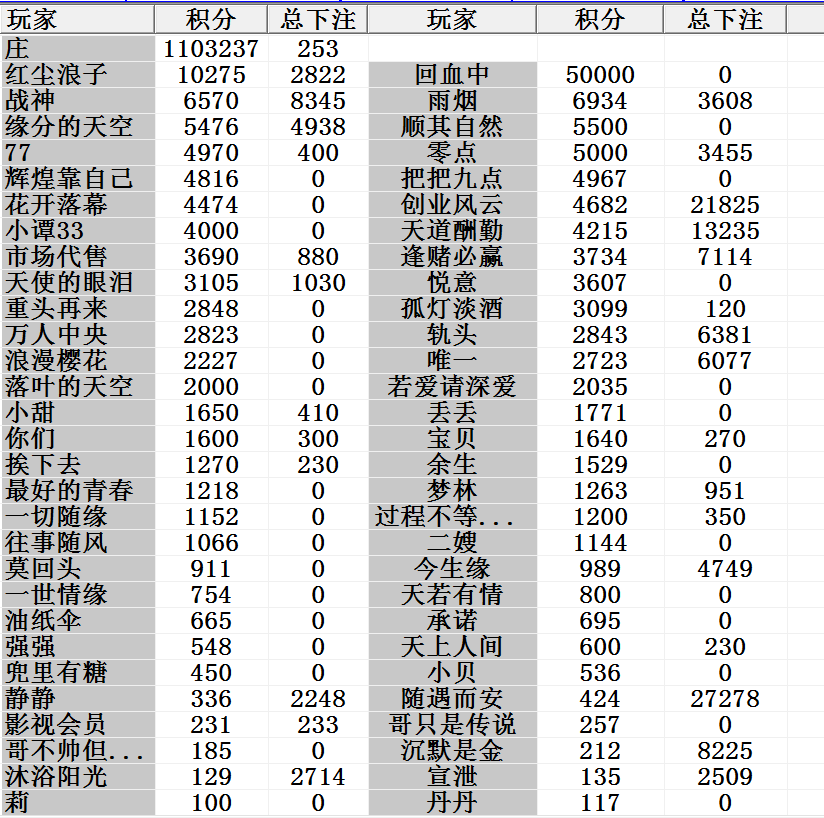 玩家 积分 总下注 玩家 积分 总下注
庄 1103237 253
红尘浪子 10275 2822 回血中 50000 0
战神 6570 8345 雨烟 6934 3608
缘分的天空 5476 4938 顺其自然 5500 0
77 4970 400 零点 5000 3455
辉煌靠自己 4816 0 把把九点 4967 0
花开落幕 4474 0 创业风云 4682 21825
小谭33 4000 0 天道酬勤 4215 13235
市场代售 3690 880 逢赌必赢 3734 7114
天使的眼泪 3105 1030 悦意 3607 0
重头再来 2848 0 孤灯淡酒 3099 120
万人中央 2823 0 轨头 2843 6381
浪漫樱花 2227 0 唯一 2723 6077
落叶的天空 2000 0 若爱请深爱 2035 0
小甜 1650 410 丢丢 1771 0
你们 1600 300 宝贝 1640 270
挨下去 1270 230 余生 1529 0
最好的青春 1218 0 梦林 1263 951
一切随缘 1152 0 过程不等... 1200 350
往事随风 1066 0 二嫂 1144 0
莫回头 911 0 今生缘 989 4749
一世情缘 754 0 天若有情 800 0
油纸伞 665 0 承诺 695 0
强强 548 0 天上人间 600 230
兜里有糖 450 0 小贝 536 0
静静 336 2248 随遇而安 424 27278
影视会员 231 233 哥只是传说 257 0
哥不帅但... 185 0 沉默是金 212 8225
沐浴阳光 129 2714 宣泄 135 2509
莉 100 0 丹丹 117 0